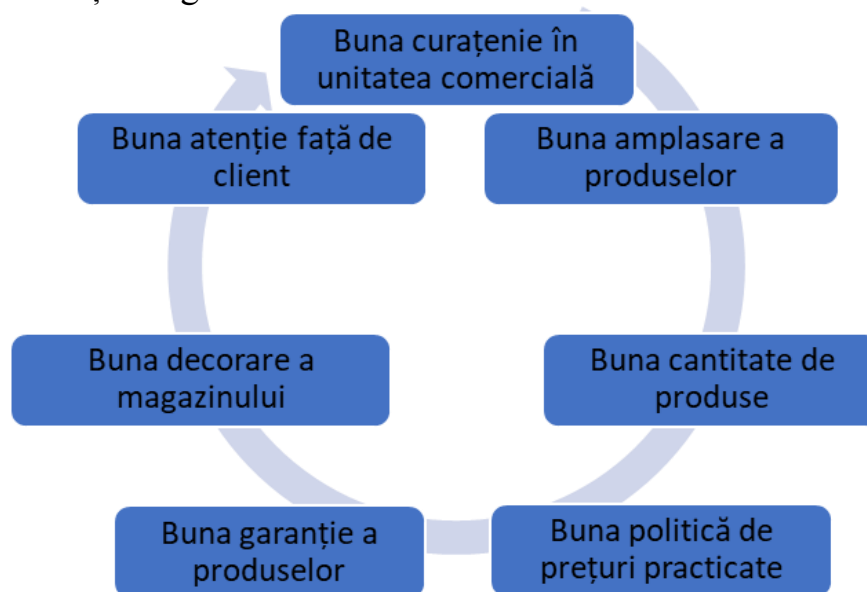 Buna curațenie în
unitatea comercială
Buna amplasare a
produselor
Buna cantitate de
produse
Buna politică de
prețuri practicate
Buna garanție a
produselor
Buna decorare a
magazinului
Buna atenție față de
client